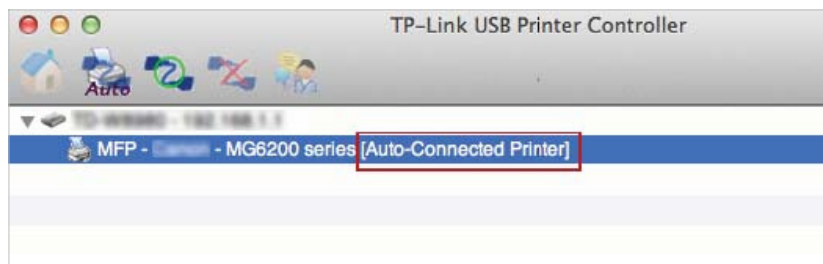 TP-Link USB Printer Controller
Auto
MFP - - MG6200 series [Auto-Connected Printer]